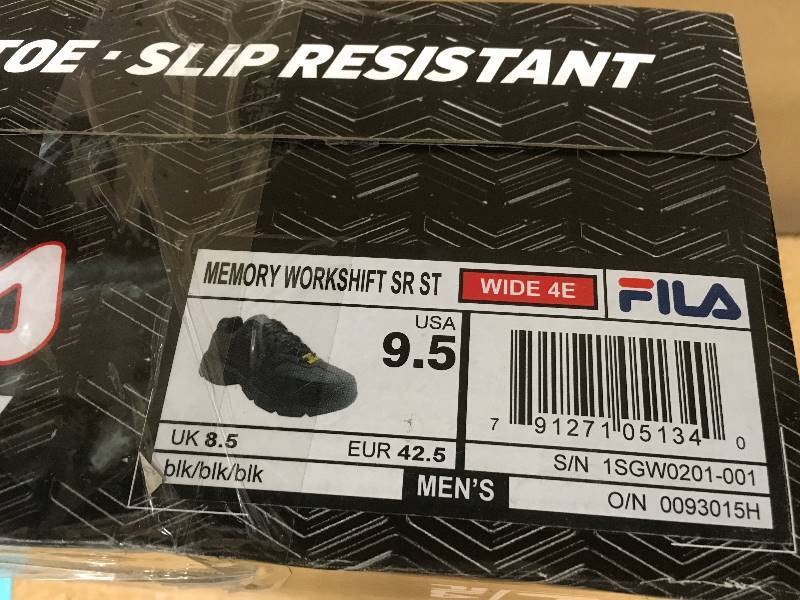 TOE · SLIP RESISTANT
MEMORY WORKSHIFT SR ST
WIDE 4E
FILA
USA
9.5
7 91271 05134 0
UK 8.5
EUR 42.5
S/N 1SGW0201-001
blk/blk/blk
MEN'S
O/N 0093015H